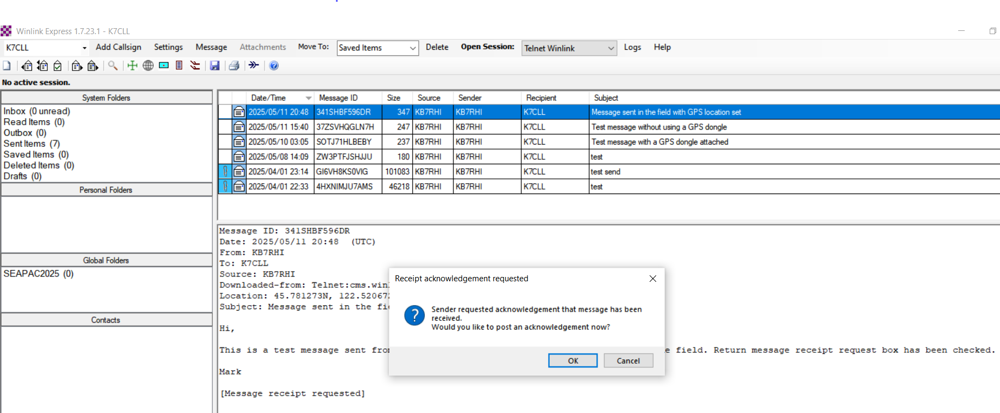 Winlink Express 1.7.23.1 - K7CLL
K7CLL Add Callsign Settings Message Attachments Move To: Saved Items Delete Open Session: Telnet Winlink Logs Help
No active session.
System Folders
Inbox (0 unread)
Read Items (0)
Outbox (0)
Sent Items (7)
Saved Items (0)
Deleted Items (0)
Drafts (0)
Personal Folders
Global Folders
SEAPAC2025 (0)
Contacts
Date/Time Message ID Size Source Sender Recipient Subject
2025/05/11 20:48 341SHBF596DR 347 KB7RHI KB7RHI K7CLL Message sent in the field with GPS location set
2025/05/11 15:40 37ZSVHQGLN7H 247 KB7RHI KB7RHI K7CLL Test message without using a GPS dongle
2025/05/10 03:05 SOTJ71HLBEBY 237 KB7RHI KB7RHI K7CLL Test message with a GPS dongle attached
2025/05/08 14:09 ZW3PTFJSHJJU 180 KB7RHI KB7RHI K7CLL test
2025/04/01 23:14 GI6VH8KS0VIG 101083 KB7RHI KB7RHI K7CLL test send
2025/04/01 22:33 4HXNIMJU7AMS 46218 KB7RHI KB7RHI K7CLL test
Message ID: 341SHBF596DR
Date: 2025/05/11 20:48 (UTC)
From: KB7RHI
To: K7CLL
Source: KB7RHI
Downloaded-from: Telnet:cms.win
Location: 45.781273N, 122.52067
Subject: Message sent in the fi
Hi,
This is a test message sent fro e field. Return message receipt request box has been checked.
Mark
[Message receipt requested]
Receipt acknowledgement requested
Sender requested acknowledgement that message has been
received.
Would you like to post an acknowledgement now?
OK Cancel